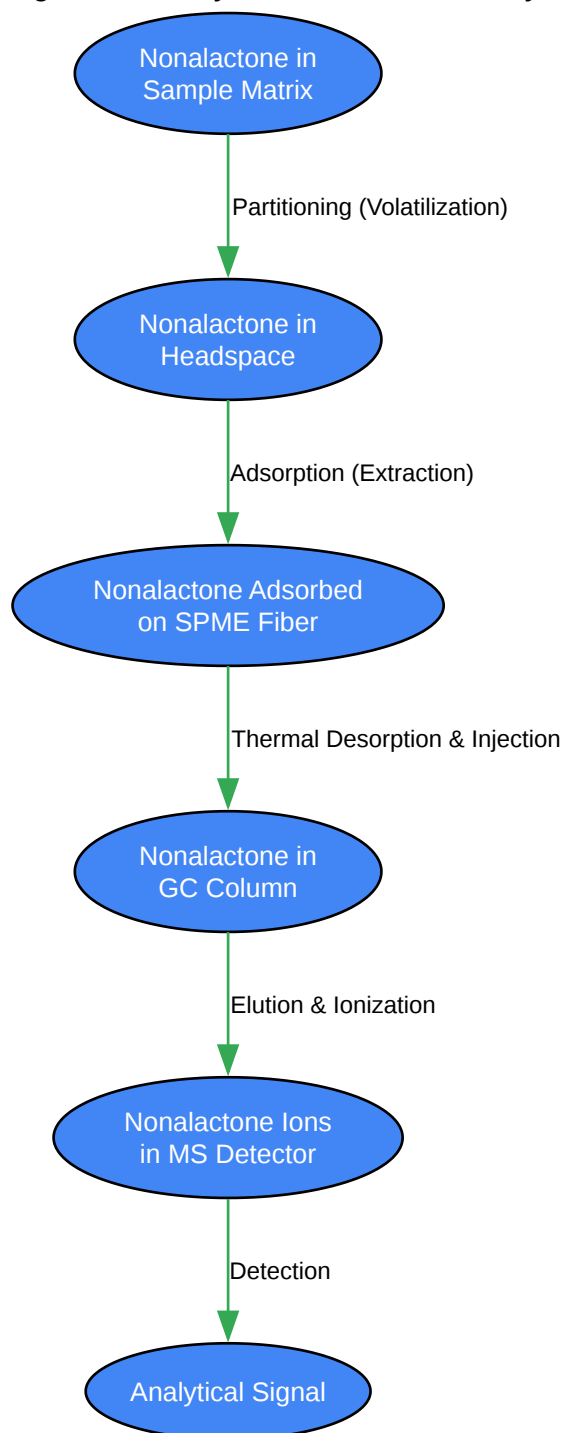 Nonalactone in
Sample Matrix
Partitioning (Volatilization)
Nonalactone in
Headspace
Adsorption (Extraction)
Nonalactone Adsorbed
on SPME Fiber
Thermal Desorption & Injection
Nonalactone in
GC Column
Elution & Ionization
Nonalactone Ions
in MS Detector
Detection
Analytical Signal